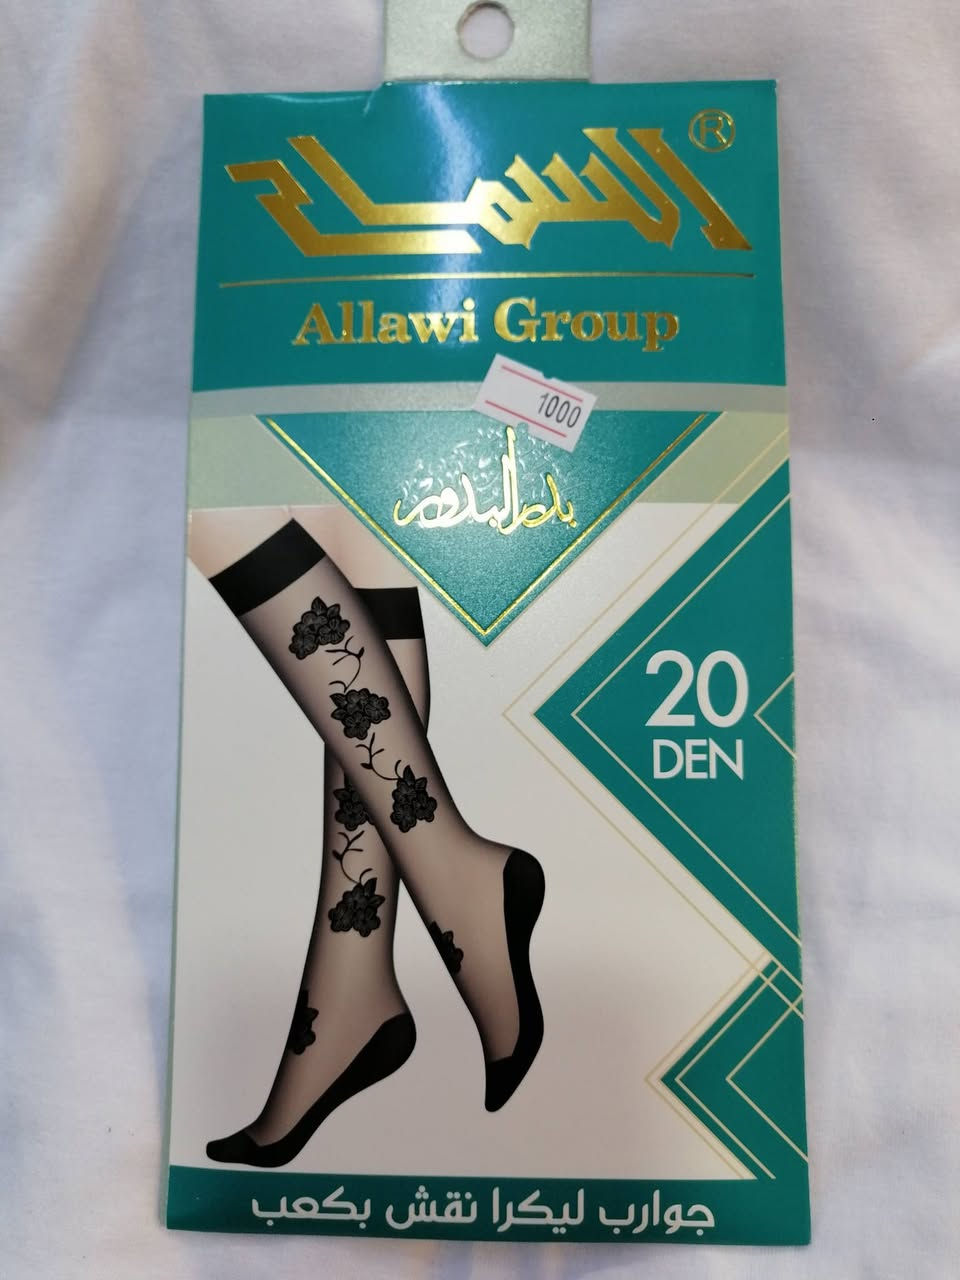 السماح ®
Allawi Group
1000
بدر البدور
20
DEN
جوارب ليكرا نقش بكعب